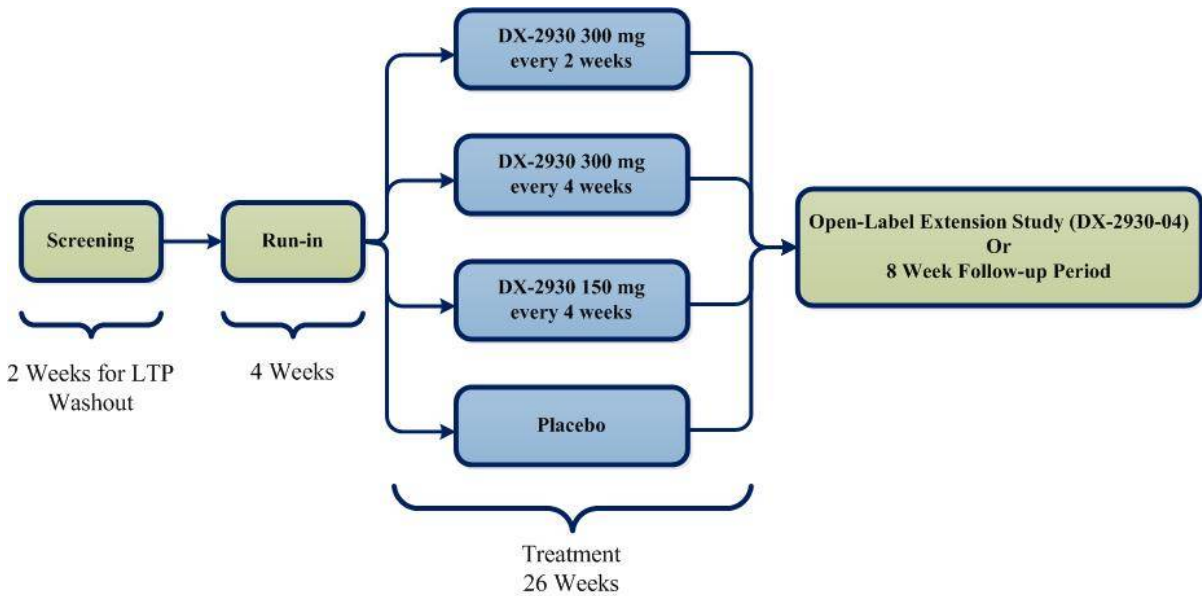 Screening
2 Weeks for LTP
Washout
Run-in
4 Weeks
DX-2930 300 mg
every 2 weeks
DX-2930 300 mg
every 4 weeks
DX-2930 150 mg
every 4 weeks
Placebo
Treatment
26 Weeks
Open-Label Extension Study (DX-2930-04)
Or
8 Week Follow-up Period